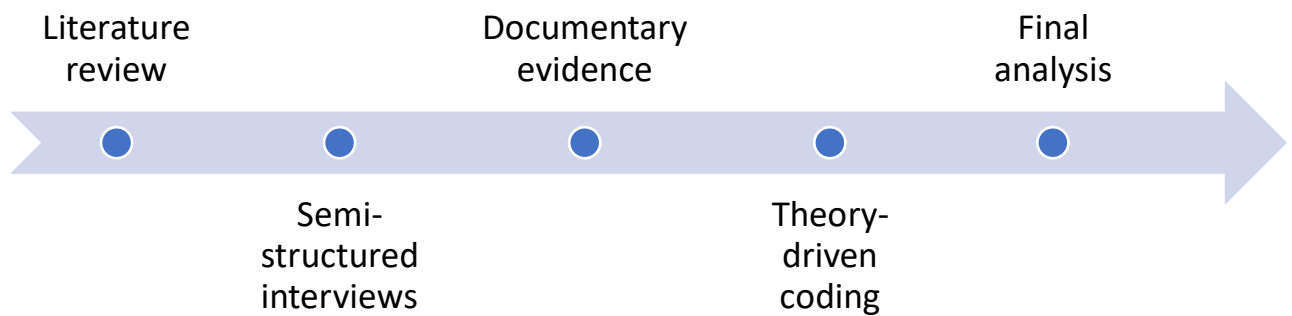 Literature
review
Semi-
structured
interviews
Documentary
evidence
Theory-
driven
coding
Final
analysis